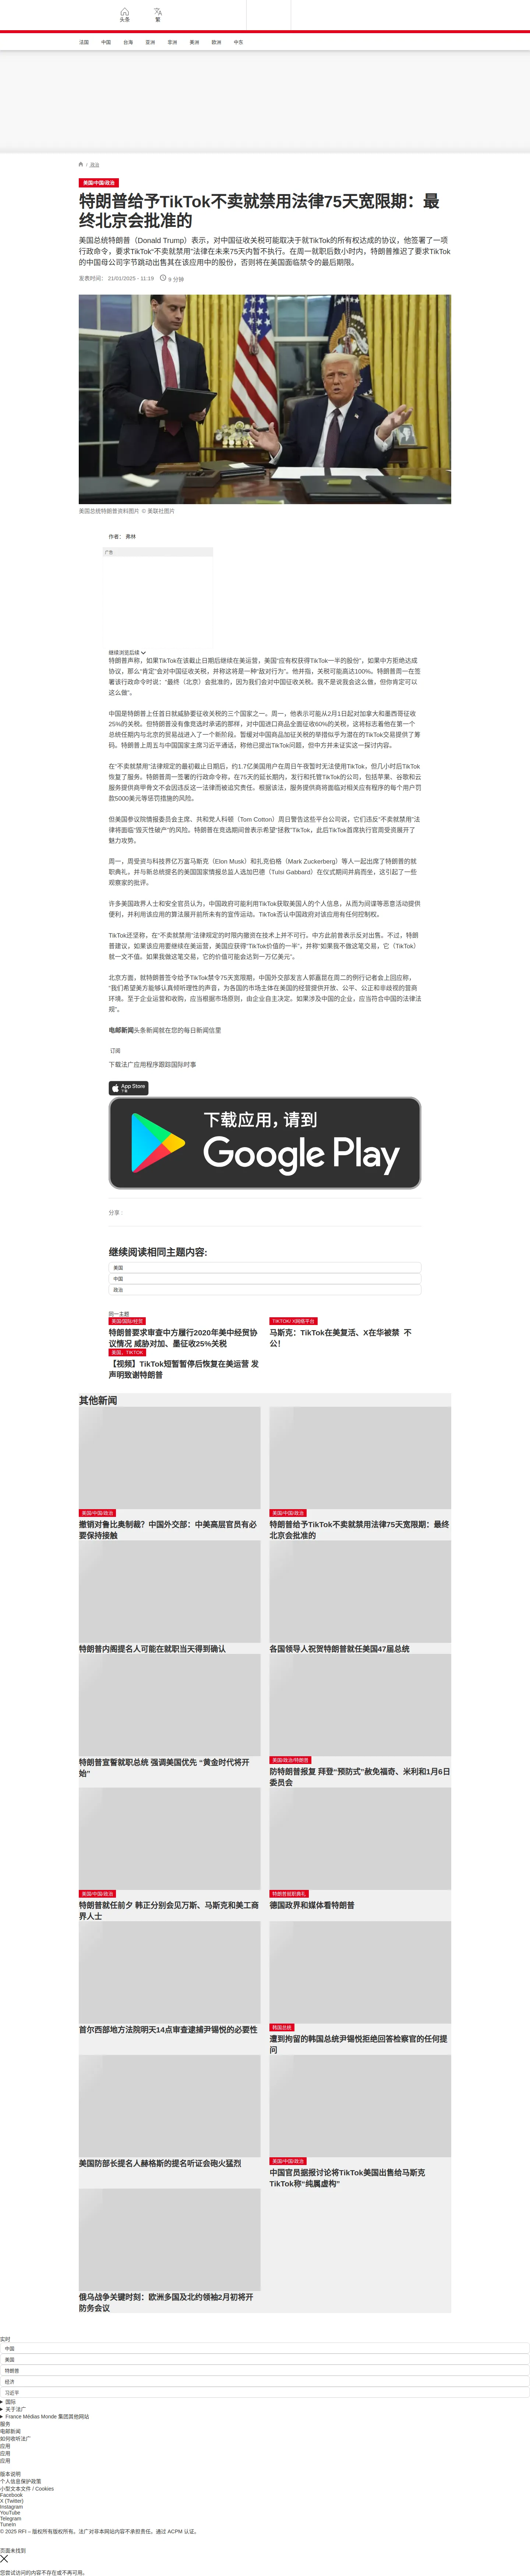 头条
繁
法国
中国
台海
亚洲
非洲
美洲
欧洲
中东
/ 政治
美国/中国/政治
特朗普给予TikTok不卖就禁用法律75天宽限期：最
终北京会批准的
美国总统特朗普（Donald Trump）表示，对中国征收关税可能取决于就TikTok的所有权达成的协议，他签署了一项
行政命令，要求TikTok“不卖就禁用”法律在未来75天内暂不执行。在周一就职后数小时内，特朗普推迟了要求TikTok
的中国母公司字节跳动出售其在该应用中的股份，否则将在美国面临禁令的最后期限。
发表时间： 21/01/2025 - 11:19
9 分钟
美国总统特朗普资料图片 © 美联社图片
作者： 弗林
广告
继续浏览后续
特朗普声称，如果TikTok在该截止日期后继续在美运营，美国“应有权获得TikTok一半的股份”，如果中方拒绝达成
协议，那么“肯定”会对中国征收关税，并称这将是一种“敌对行为”。他并指，关税可能高达100%。特朗普周一在签
署该行政命令时说：“最终（北京）会批准的，因为我们会对中国征收关税。我不是说我会这么做，但你肯定可以
这么做”。
中国是特朗普上任首日就威胁要征收关税的三个国家之一。周一，他表示可能从2月1日起对加拿大和墨西哥征收
25%的关税。但特朗普没有像竞选时承诺的那样，对中国进口商品全面征收60%的关税，这将标志着他在第一个
总统任期内与北京的贸易战进入了一个新阶段。暂缓对中国商品加征关税的举措似乎为潜在的TikTok交易提供了筹
码。特朗普上周五与中国国家主席习近平通话，称他已提出TikTok问题，但中方并未证实这一探讨内容。
在“不卖就禁用”法律规定的最初截止日期后，约1.7亿美国用户在周日午夜暂时无法使用TikTok，但几小时后TikTok
恢复了服务。特朗普周一签署的行政命令称，在75天的延长期内，发行和托管TikTok的公司，包括苹果、谷歌和云
服务提供商甲骨文不会因违反这一法律而被追究责任。根据该法，服务提供商将面临对相关应有程序的每个用户罚
款5000美元等惩罚措施的风险。
但美国参议院情报委员会主席、共和党人科顿（Tom Cotton）周日警告这些平台公司说，它们违反“不卖就禁用”法
律将面临“毁灭性破产”的风险。特朗普在竞选期间曾表示希望“拯救”TikTok，此后TikTok首席执行官周受资展开了
魅力攻势。
周一，周受资与科技界亿万富马斯克（Elon Musk）和扎克伯格（Mark Zuckerberg）等人一起出席了特朗普的就
职典礼，并与新总统提名的美国国家情报总监人选加巴德（Tulsi Gabbard）在仪式期间并肩而坐，这引起了一些
观察家的批评。
许多美国政界人士和安全官员认为，中国政府可能利用TikTok获取美国人的个人信息，从而为间谍等恶意活动提供
便利，并利用该应用的算法展开前所未有的宣传运动。TikTok否认中国政府对该应用有任何控制权。
TikTok还坚称，在“不卖就禁用”法律规定的时限内撤资在技术上并不可行。中方此前曾表示反对出售。不过，特朗
普建议，如果该应用要继续在美运营，美国应获得“TikTok价值的一半”，并称“如果我不做这笔交易，它（TikTok）
就一文不值。如果我做这笔交易，它的价值可能会达到一万亿美元”。
北京方面，就特朗普签令给予TikTok禁令75天宽限期，中国外交部发言人郭嘉昆在周二的例行记者会上回应称，
“我们希望美方能够认真倾听理性的声音，为各国的市场主体在美国的经营提供开放、公平、公正和非歧视的营商
环境。至于企业运营和收购，应当根据市场原则，由企业自主决定。如果涉及中国的企业，应当符合中国的法律法
规”。
电邮新闻头条新闻就在您的每日新闻信里
订阅
下载法广应用程序跟踪国际时事
App Store
下载
下载应用，请到
Google Play
分享 :
继续阅读相同主题内容:
美国
中国
政治
同一主题
美国/国际/经贸
特朗普要求审查中方履行2020年美中经贸协
议情况 威胁对加、墨征收25%关税
TIKTOK/ X网络平台
马斯克：TikTok在美复活、X在华被禁 不
公！
美国、TIKTOK
【视频】TikTok短暂暂停后恢复在美运营 发
声明致谢特朗普
其他新闻
美国/中国/政治
撤销对鲁比奥制裁？中国外交部：中美高层官员有必
要保持接触
美国/中国/政治
特朗普给予TikTok不卖就禁用法律75天宽限期：最终
北京会批准的
特朗普内阁提名人可能在就职当天得到确认
各国领导人祝贺特朗普就任美国47届总统
特朗普宣誓就职总统 强调美国优先 “黄金时代将开
始”
美国/政治/特朗普
防特朗普报复 拜登“预防式”赦免福奇、米利和1月6日
委员会
美国/中国/政治
特朗普就任前夕 韩正分别会见万斯、马斯克和美工商
界人士
特朗普就职典礼
德国政界和媒体看特朗普
首尔西部地方法院明天14点审查逮捕尹锡悦的必要性
韩国总统
遭到拘留的韩国总统尹锡悦拒绝回答检察官的任何提
问
美国防部长提名人赫格斯的提名听证会炮火猛烈
美国/中国/政治
中国官员据报讨论将TikTok美国出售给马斯克
TikTok称“纯属虚构”
俄乌战争关键时刻：欧洲多国及北约领袖2月初将开
防务会议
实时
中国
美国
特朗普
经济
习近平
国际
关于法广
France Médias Monde 集团其他网站
服务
电邮新闻
如何收听法广
应用
应用
应用
版本说明
个人信息保护政策
小型文本文件 / Cookies
Facebook
X (Twitter)
Instagram
YouTube
Telegram
TuneIn
© 2025 RFI – 版权所有版权所有。法广对非本网站内容不承担责任。通过 ACPM 认证。
页面未找到
您尝试访问的内容不存在或不再可用。